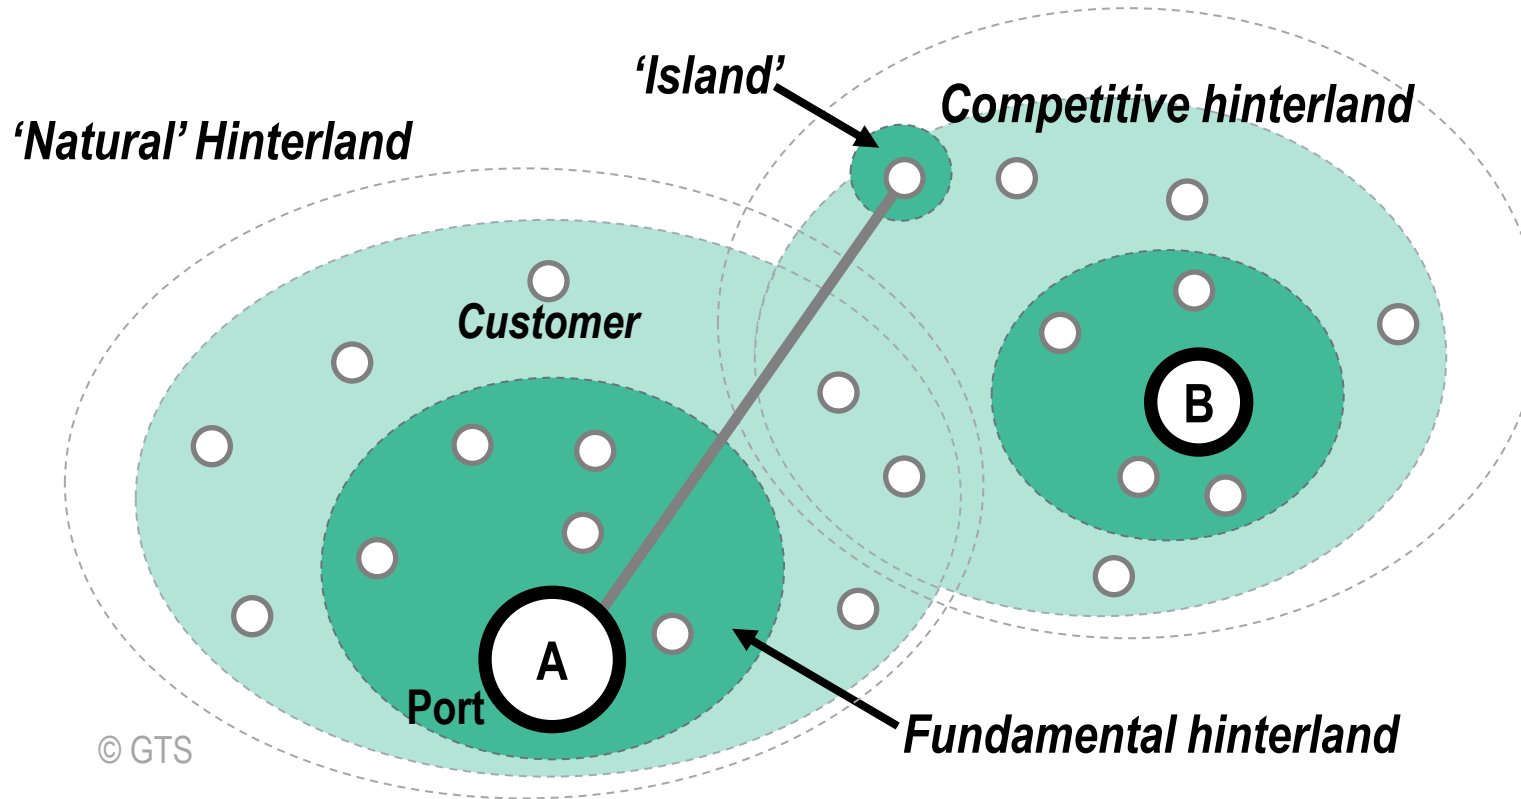 ‘Island’
Competitive hinterland
‘Natural’ Hinterland
Customer
B
A
Port
Fundamental hinterland
© GTS